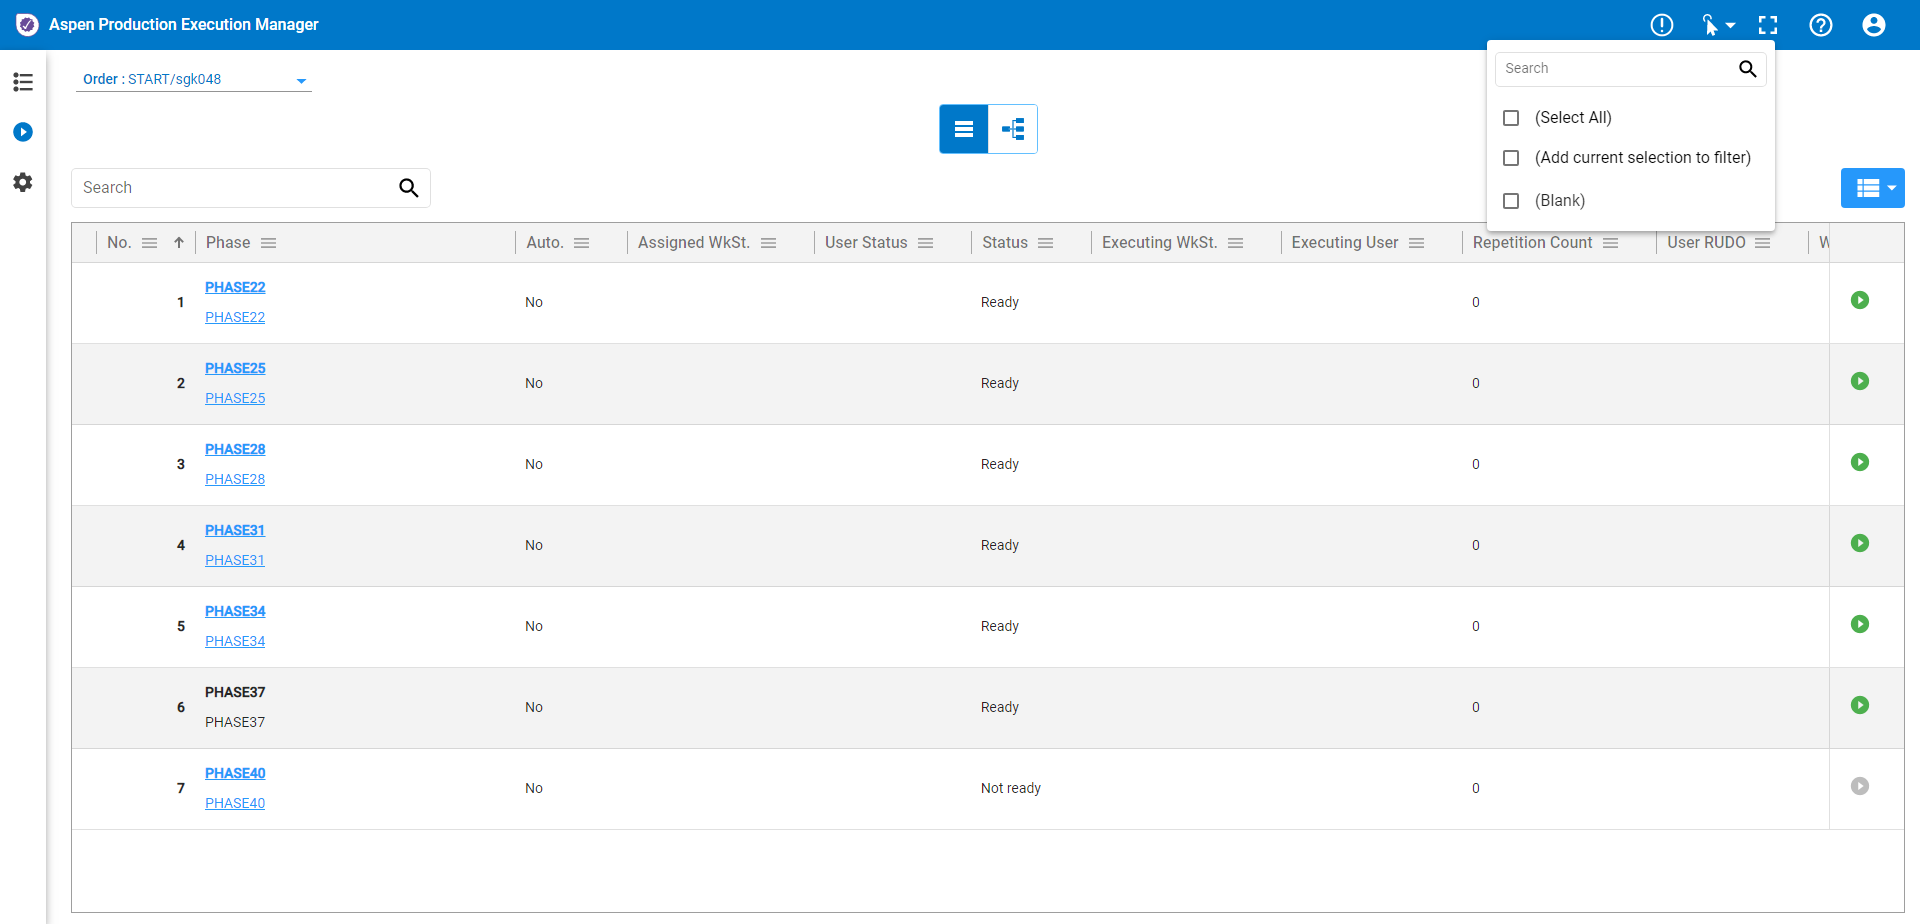 Aspen Production Execution Manager
Order : START/sgk048
Search
(Select All)
(Add current selection to filter)
(Blank)
Search
No. Phase Auto. Assigned WkSt. User Status Status Executing WkSt. Executing User Repetition Count User RUDO W
1 PHASE22 No Ready 0
PHASE22
2 PHASE25 No Ready 0
PHASE25
3 PHASE28 No Ready 0
PHASE28
4 PHASE31 No Ready 0
PHASE31
5 PHASE34 No Ready 0
PHASE34
6 PHASE37 No Ready 0
PHASE37
7 PHASE40 No Not ready 0
PHASE40